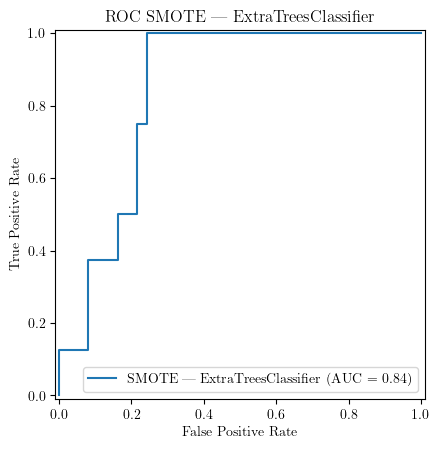 ROC SMOTE — ExtraTreesClassifier
1.0
0.8
0.6
0.4
0.2
0.0
True Positive Rate
SMOTE — ExtraTreesClassifier (AUC = 0.84)
0.0 0.2 0.4 0.6 0.8 1.0
False Positive Rate